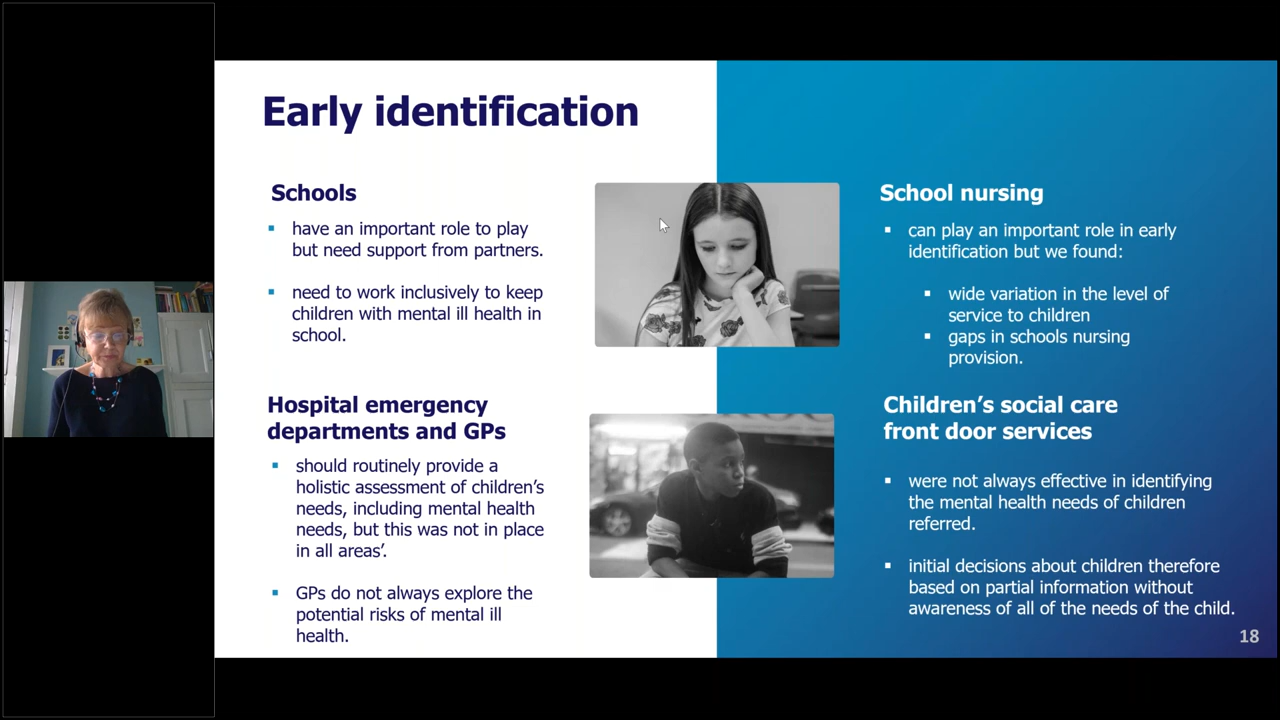 Early identification
Schools
have an important role to play
but need support from partners.
need to work inclusively to keep
children with mental ill health in
school.
Hospital emergency
departments and GPs
should routinely provide a
holistic assessment of children’s
needs, including mental health
needs, but this was not in place
in all areas’.
GPs do not always explore the
potential risks of mental ill
health.
School nursing
can play an important role in early
identification but we found:
wide variation in the level of
service to children
gaps in schools nursing
provision.
Children’s social care
front door services
were not always effective in identifying
the mental health needs of children
referred.
initial decisions about children therefore
based on partial information without
awareness of all of the needs of the child.
18